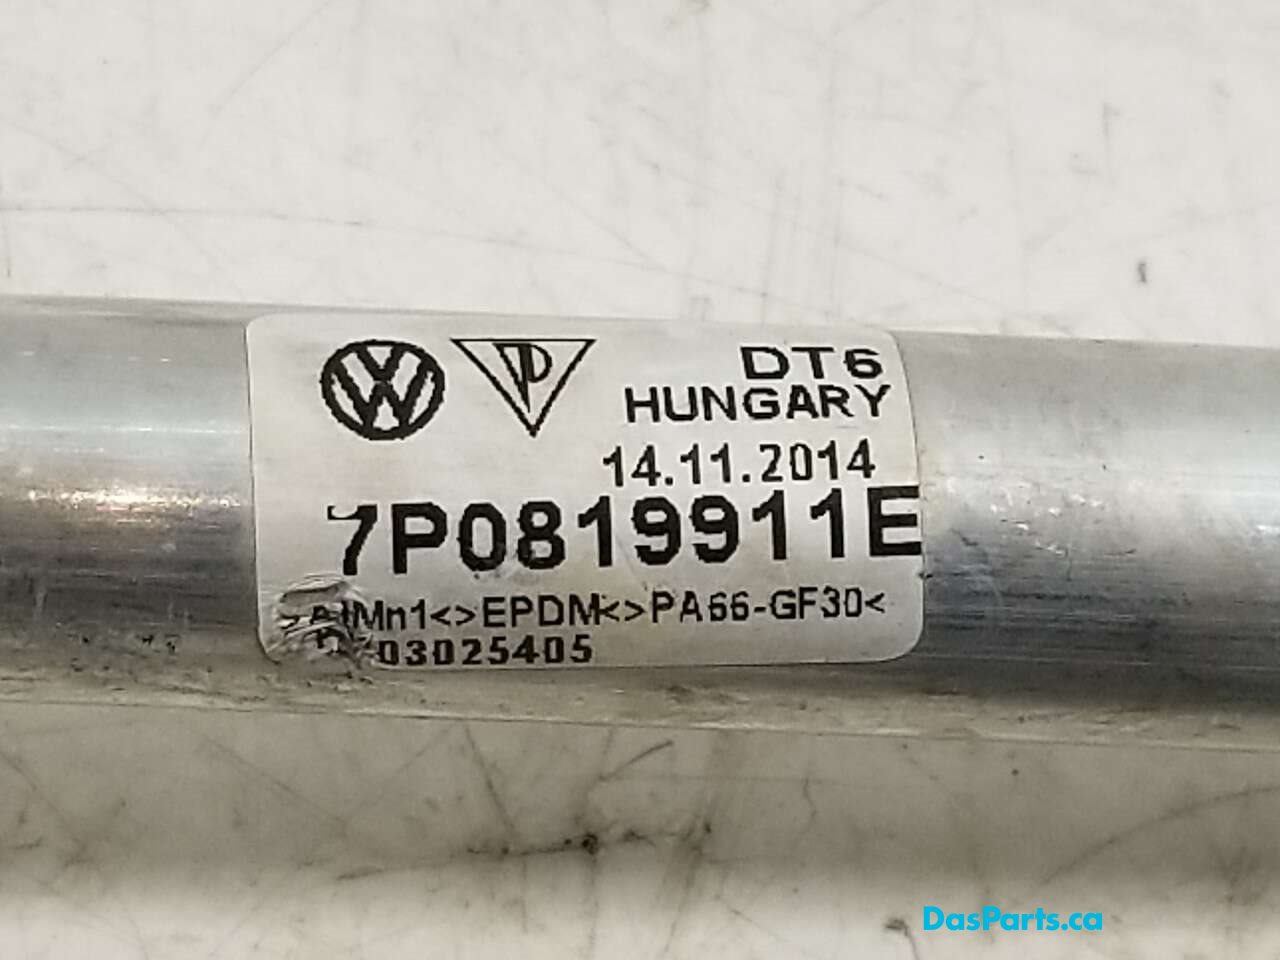 DT6
HUNGARY
14.11.2014
7P0819911E
>AlMn1<>EPDM<>PA66-GF30<
03025405
DasParts.ca